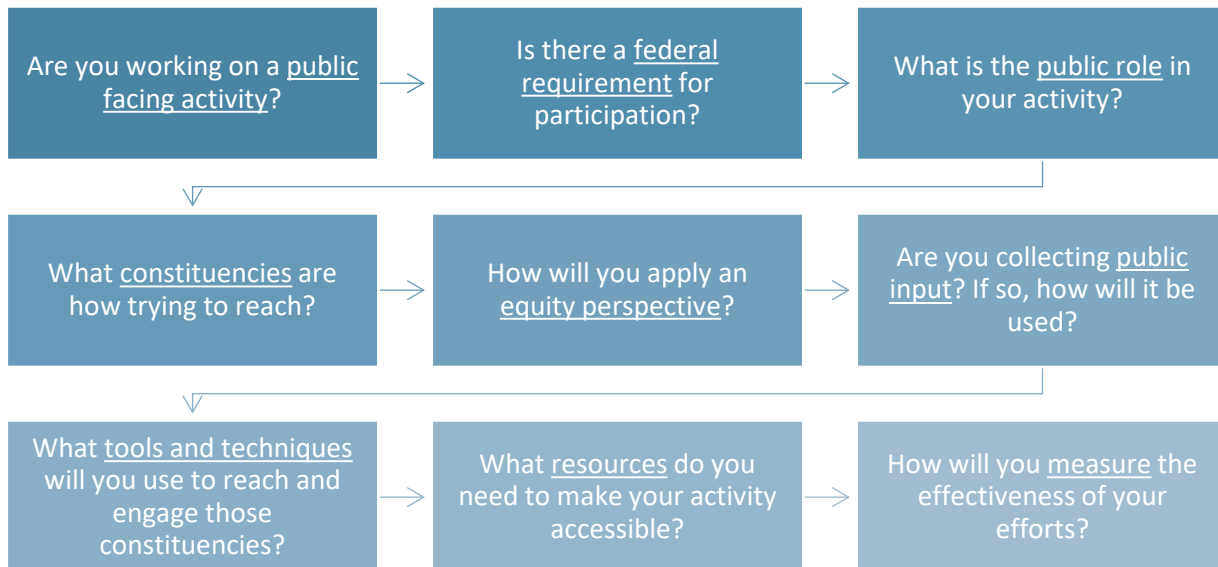 Are you working on a public
facing activity?
Is there a federal
requirement for
participation?
What is the public role in
your activity?
What constituencies are
how trying to reach?
How will you apply an
equity perspective?
Are you collecting public
input? If so, how will it be
used?
What tools and techniques
will you use to reach and
engage those
constituencies?
What resources do you
need to make your activity
accessible?
How will you measure the
effectiveness of your
efforts?